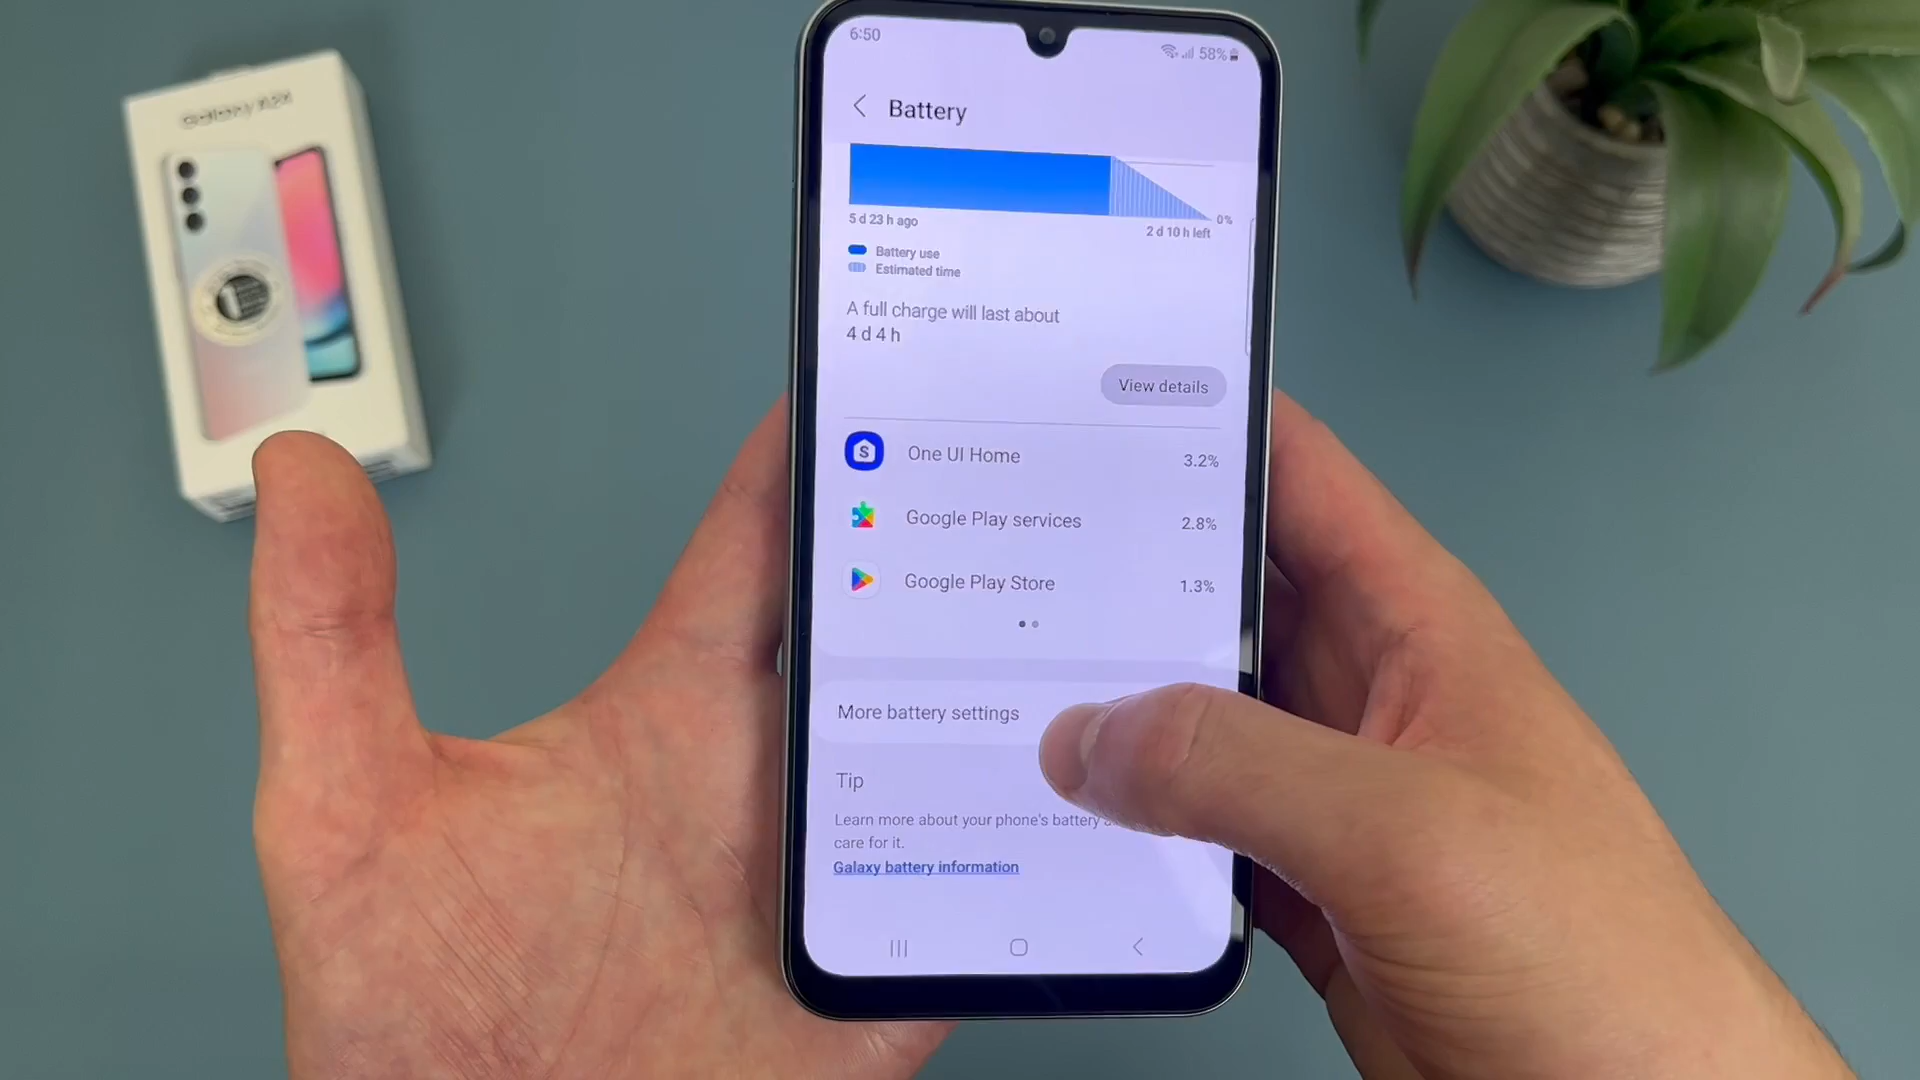 6:50
58%
Battery
0%
5 d 23 h ago
2 d 10 h left
Battery use
Estimated time
A full charge will last about
4 d 4 h
View details
One UI Home
3.2%
Google Play services
2.8%
Google Play Store
1.3%
More battery settings
Tip
Learn more about your phone's battery
care for it.
Galaxy battery information